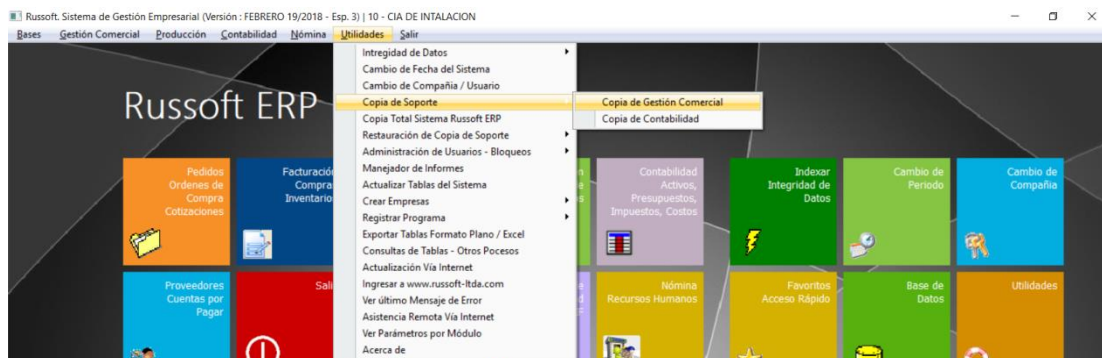 Russoft. Sistema de Gestión Empresarial (Versión : FEBRERO 19/2018 - Esp. 3) | 10 - CIA DE INTALACION
Bases Gestión Comercial Producción Contabilidad Nómina Utilidades Salir
Intregidad de Datos
Cambio de Fecha del Sistema
Cambio de Compañia / Usuario
Copia de Soporte
Copia Total Sistema Russoft ERP
Restauración de Copia de Soporte
Administración de Usuarios - Bloqueos
Manejador de Informes
Actualizar Tablas del Sistema
Crear Empresas
Registrar Programa
Exportar Tablas Formato Plano / Excel
Consultas de Tablas - Otros Pocesos
Actualización Vía Internet
Ingresar a www.russoft-ltda.com
Ver último Mensaje de Error
Asistencia Remota Vía Internet
Ver Parámetros por Módulo
Acerca de
Copia de Gestión Comercial
Copia de Contabilidad
Russoft ERP
Pedidos
Ordenes de
Compra
Cotizaciones
Facturació
Compra
Inventario
Contabilidad
Activos,
Presupuestos,
Impuestos, Costos
Indexar
Integridad de
Datos
Cambio de
Periodo
Cambio de
Compañia
Proveedores
Cuentas por
Pagar
Sali
Nómina
Recursos Humanos
Favoritos
Acceso Rápido
Base de
Datos
Utilidades